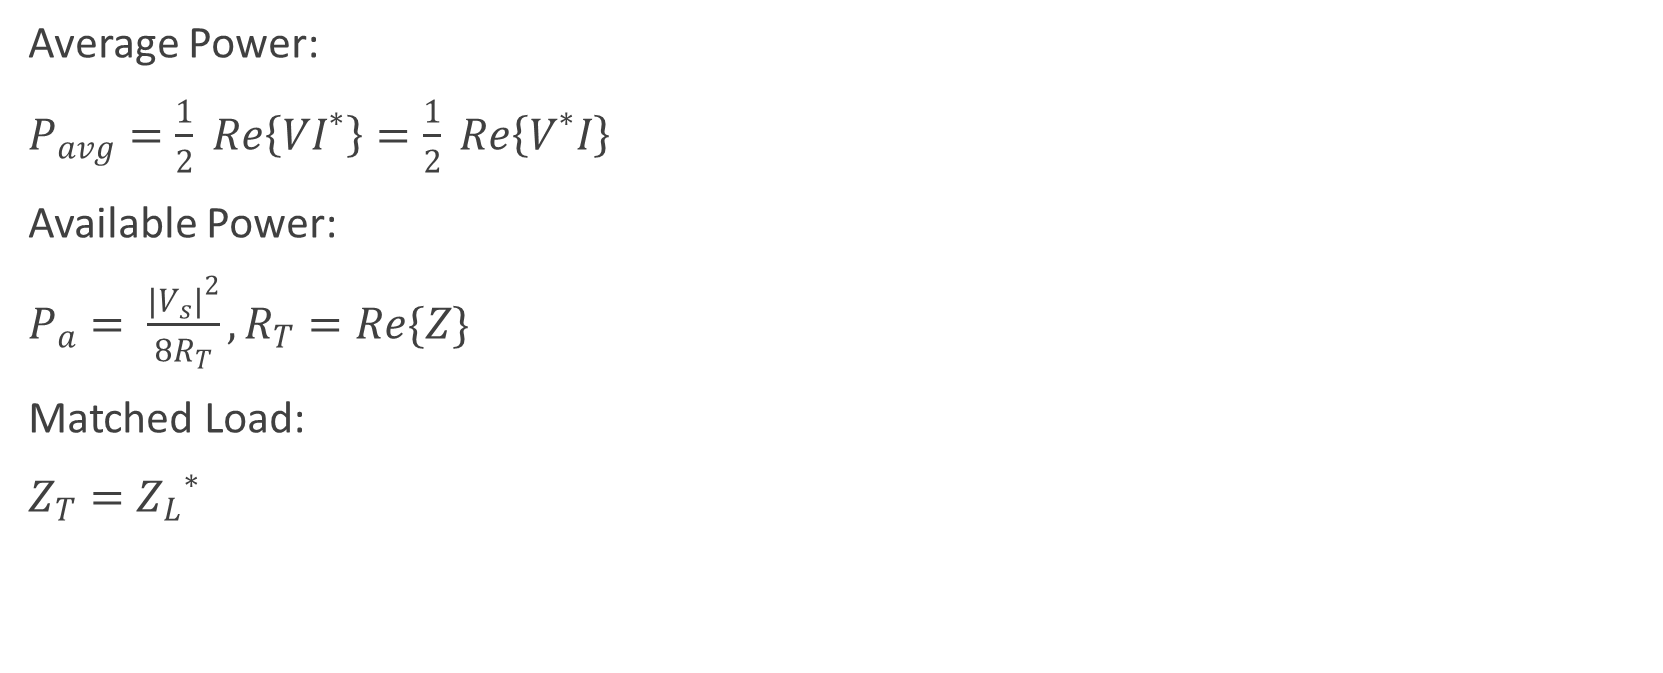 Average Power:
P_avg = 1/2 Re{VI*} = 1/2 Re{V*I}
Available Power:
P_a = |V_s|^2/8R_T, R_T = Re{Z}
Matched Load:
Z_T = Z_L*